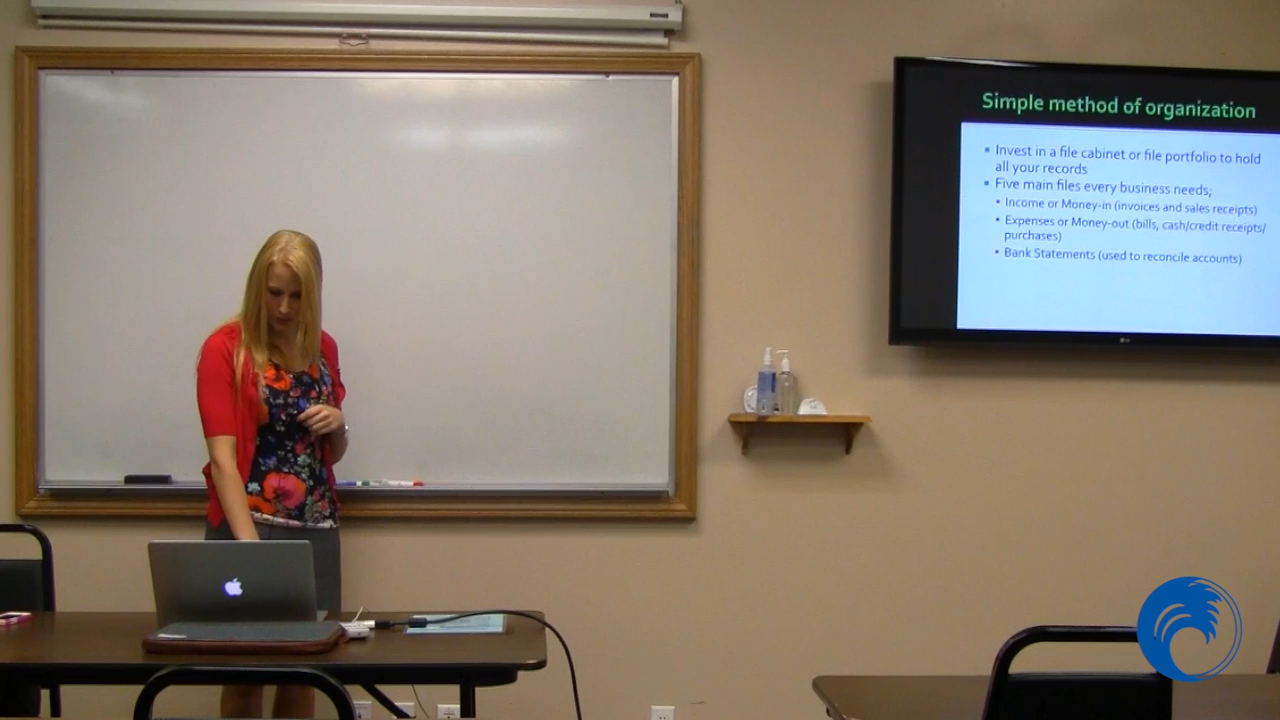 Simple method of organization
▪ Invest in a file cabinet or file portfolio to hold
all your records
▪ Five main files every business needs;
▪ Income or Money-in (invoices and sales receipts)
▪ Expenses or Money-out (bills, cash/credit receipts/
purchases)
▪ Bank Statements (used to reconcile accounts)
LG